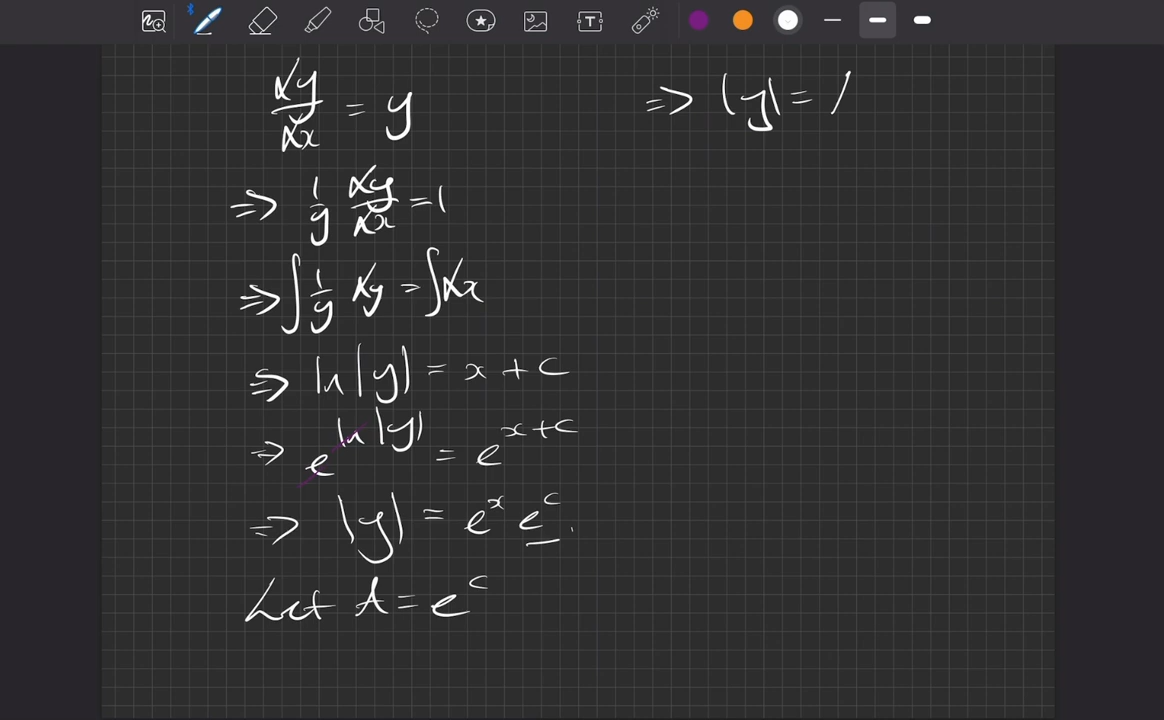 dy/dx = y
⇒ 1/y dy/dx = 1
⇒ ∫ 1/y dy = ∫ dx
⇒ ln |y| = x + c
⇒ e^{ln |y|} = e^{x+c}
⇒ |y| = e^x e^c
Let A = e^c
⇒ |y| =